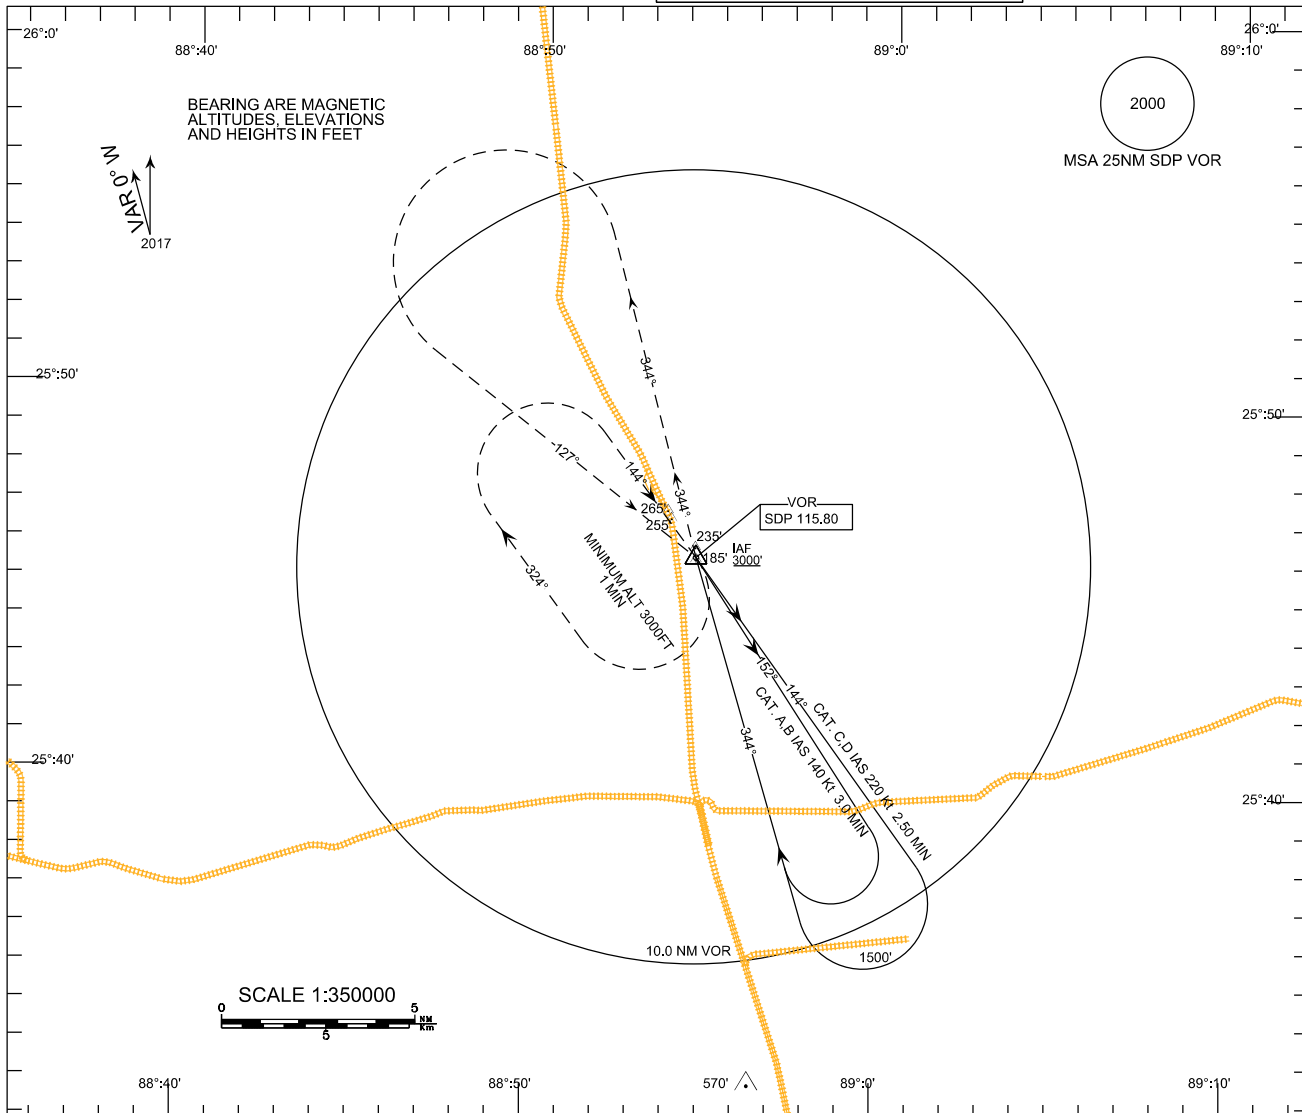 26°:0'
88°:40'
88°:50'
89°:0'
26°:0'
89°:10'
BEARING ARE MAGNETIC
ALTITUDES, ELEVATIONS
AND HEIGHTS IN FEET
2000
MSA 25NM SDP VOR
VAR 0° W
2017
344°
25°:50'
25°:50'
127°
144°
344°
265'
255'
VOR
SDP 115.80
235'
185'
IAF
3000'
324°
MINIMUM ALT 3000FT
1 MIN
152°
144°
CAT. A,B IAS 140 Kt 3.0 MIN
CAT. C,D IAS 220 Kt 2.50 MIN
344°
25°:40'
25°:40'
10.0 NM VOR
1500'
SCALE 1:350000
0 5
NM
Km
5
88°:40'
88°:50'
570'
89°:0'
89°:10'